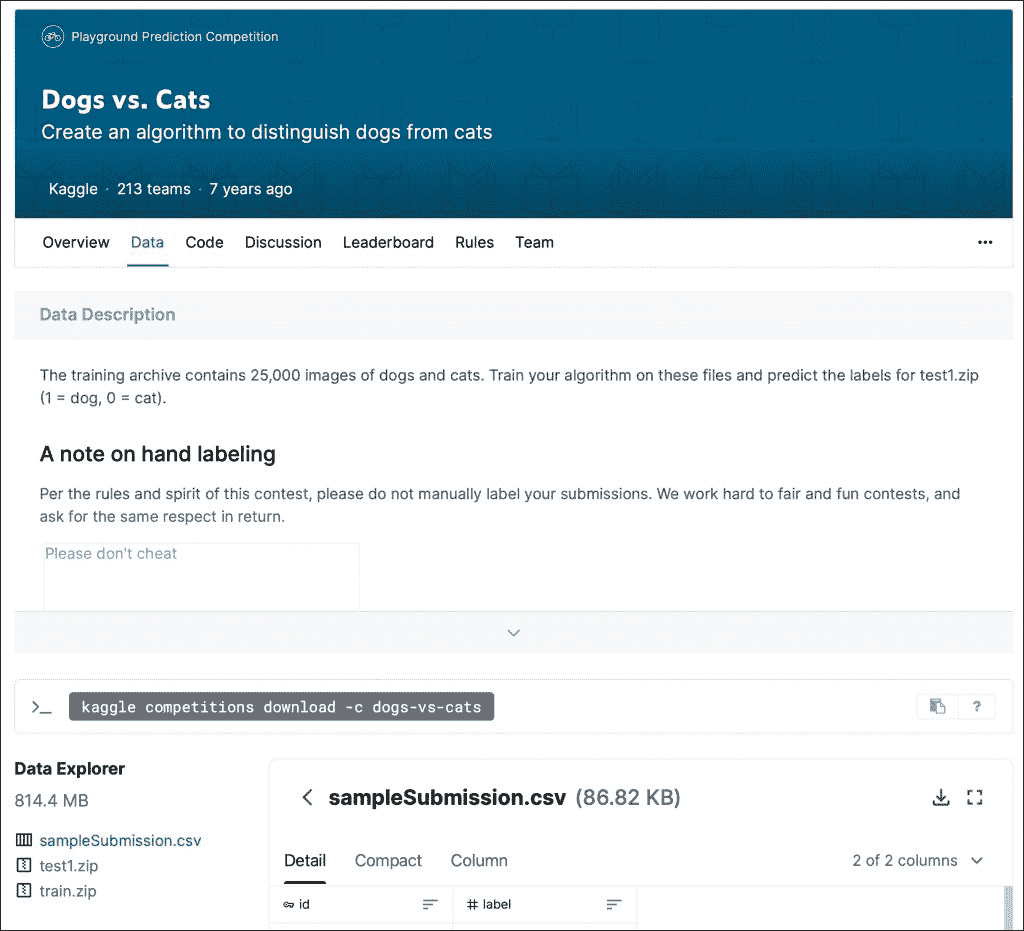 Playground Prediction Competition
Dogs vs. Cats
Create an algorithm to distinguish dogs from cats
Kaggle · 213 teams · 7 years ago
Overview Data Code Discussion Leaderboard Rules Team ...
Data Description
The training archive contains 25,000 images of dogs and cats. Train your algorithm on these files and predict the labels for test1.zip
(1 = dog, 0 = cat).
A note on hand labeling
Per the rules and spirit of this contest, please do not manually label your submissions. We work hard to fair and fun contests, and
ask for the same respect in return.
Please don't cheat
>_ kaggle competitions download -c dogs-vs-cats ?
Data Explorer
814.4 MB
sampleSubmission.csv
test1.zip
train.zip
< sampleSubmission.csv (86.82 KB)
Detail Compact Column 2 of 2 columns
id # label